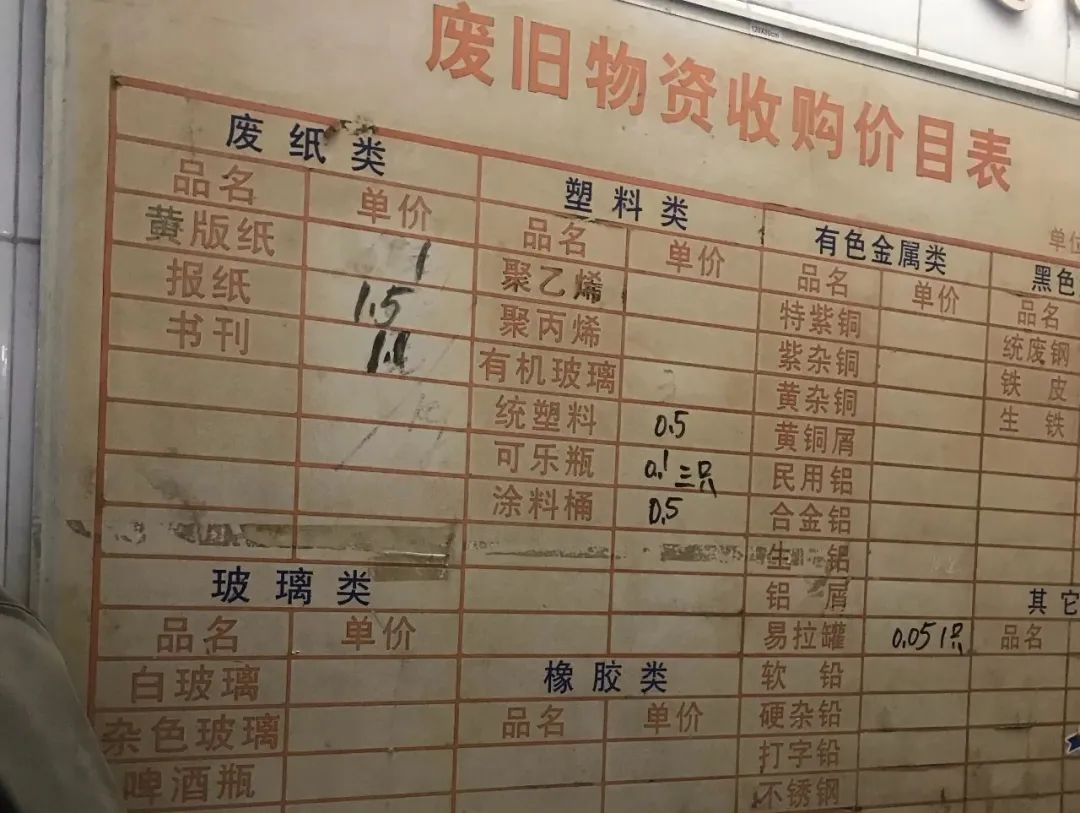 废旧物资收购价目表
单位
废纸类
品名 单价
黄版纸 1
报纸 1.5
书刊 1.1
玻璃类
品名 单价
白玻璃
杂色玻璃
啤酒瓶
塑料类
品名 单价
聚乙烯
聚丙烯
有机玻璃
统塑料 0.5
可乐瓶 0.1 三只
涂料桶 0.5
橡胶类
品名 单价
有色金属类
品名 单价
特紫铜
紫杂铜
黄杂铜
黄铜屑
民用铝
合金铝
生铝
铝屑
易拉罐 0.05 1只
软铅
硬杂铅
打字铅
不锈钢
黑色
品名
统废钢
铁皮
生铁
其它
品名